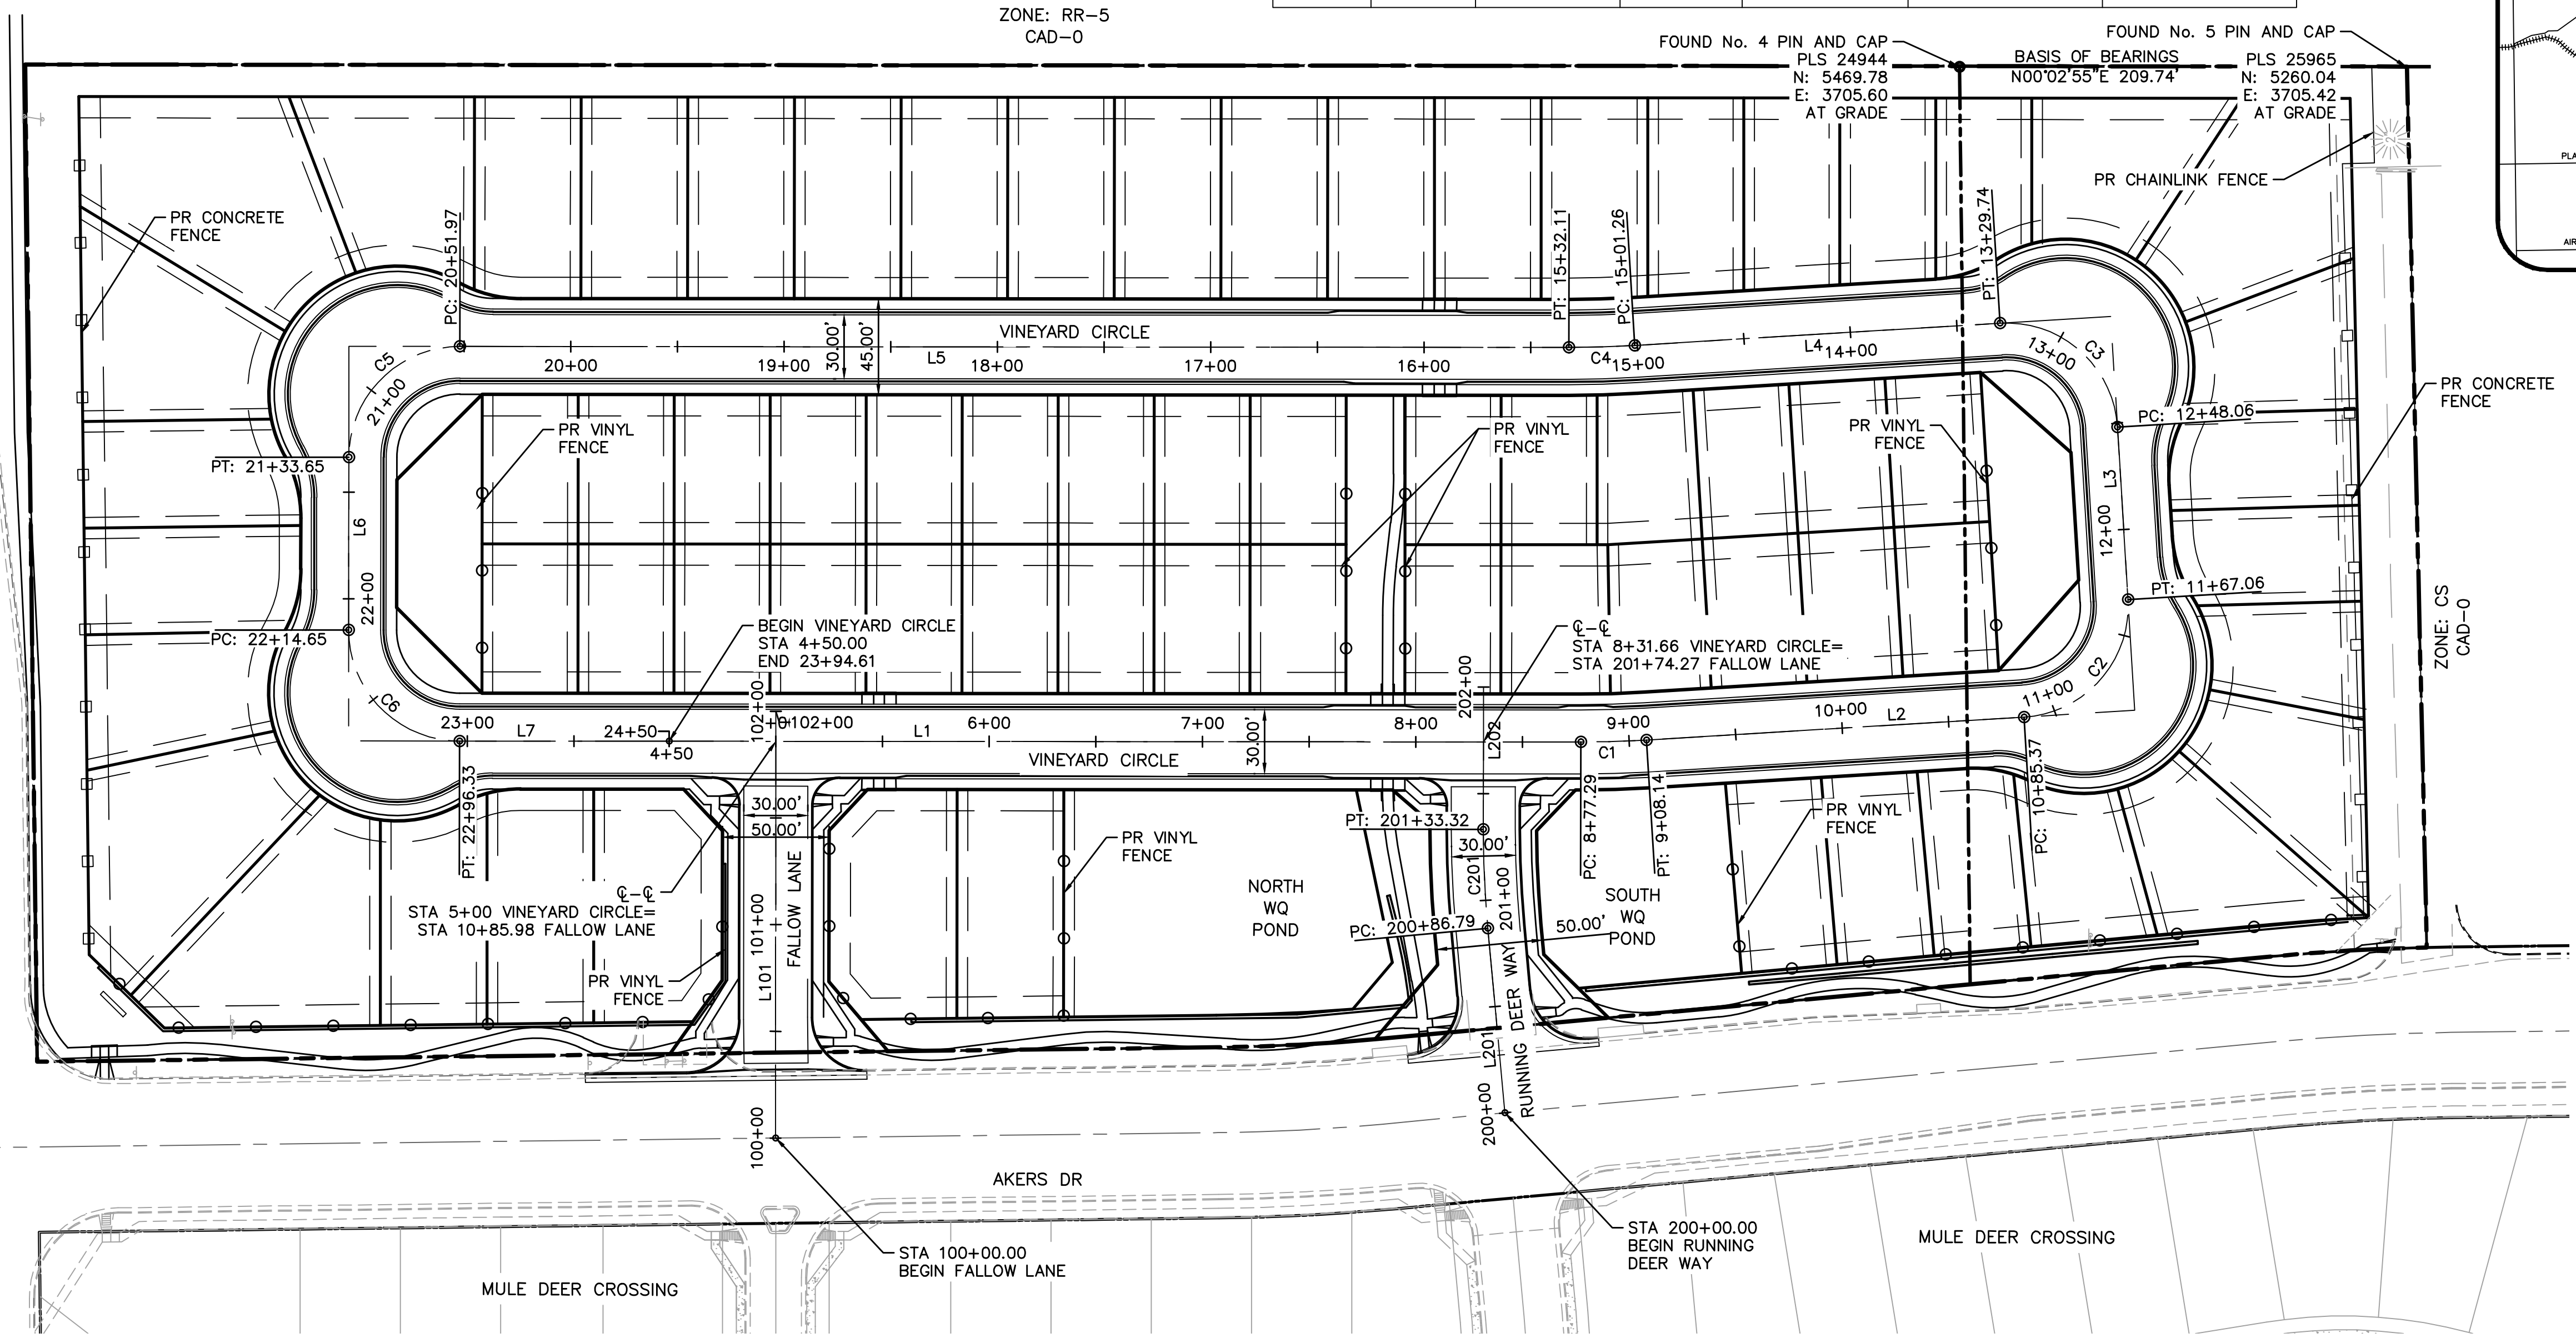 ZONE: RR-5
CAD-0
FOUND No. 4 PIN AND CAP
PLS 24944
N: 5469.78
E: 3705.60
AT GRADE
BASIS OF BEARINGS
N00°02'55"E 209.74'
FOUND No. 5 PIN AND CAP
PLS 25965
N: 5260.04
E: 3705.42
AT GRADE
PR CHAINLINK FENCE
PR CONCRETE
FENCE
PC: 20+51.97
PT: 15+32.11
PC: 15+01.26
PT: 13+29.74
VINEYARD CIRCLE
30.00'
45.00'
C5
21+00
20+00
19+00
L5
18+00
17+00
16+00
C4
15+00
L4
14+00
13+00
C3
PR CONCRETE
FENCE
PC: 12+48.06
PT: 21+33.65
PR VINYL
FENCE
PR VINYL
FENCE
PR VINYL
FENCE
L3
12+00
L6
22+00
PT: 11+67.06
PC: 22+14.65
BEGIN VINEYARD CIRCLE
STA 4+50.00
END 23+94.61
℄-℄
STA 8+31.66 VINEYARD CIRCLE=
STA 201+74.27 FALLOW LANE
ZONE: CS
CAD-0
C6
23+00
L7
24+50
4+50
102+00
102+00
L1
6+00
7+00
8+00
202+00
L202
9+00
C1
10+00
L2
11+00
C2
VINEYARD CIRCLE
30.00'
PT: 22+96.33
30.00'
50.00'
FALLOW LANE
101+00
L101
PR VINYL
FENCE
PT: 201+33.32
30.00'
C201
201+00
PC: 8+77.29
PT: 9+08.14
PR VINYL
FENCE
PC: 10+85.37
℄-℄
STA 5+00 VINEYARD CIRCLE=
STA 10+85.98 FALLOW LANE
NORTH
WQ
POND
SOUTH
WQ
POND
PC: 200+86.79
50.00'
PR VINYL
FENCE
L201
RUNNING DEER WAY
100+00
200+00
AKERS DR
STA 100+00.00
BEGIN FALLOW LANE
STA 200+00.00
BEGIN RUNNING
DEER WAY
MULE DEER CROSSING
MULE DEER CROSSING